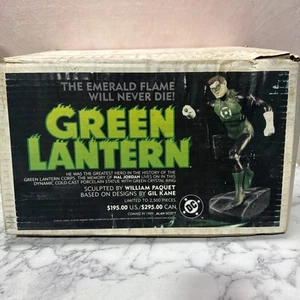 THE EMERALD FLAME
WILL NEVER DIE!
GREEN
LANTERN
HE WAS THE GREATEST HERO IN THE HISTORY OF THE
GREEN LANTERN CORPS. THE MEMORY OF HAL JORDAN LIVES ON IN THIS
DYNAMIC COLD CAST PORCELAIN STATUE WITH GREEN CRYSTAL RING
SCULPTED BY WILLIAM PAQUET
BASED ON DESIGNS BY GIL KANE
LIMITED TO 2,500 PIECES
$195.00 U.S./$295.00 CAN.
DC